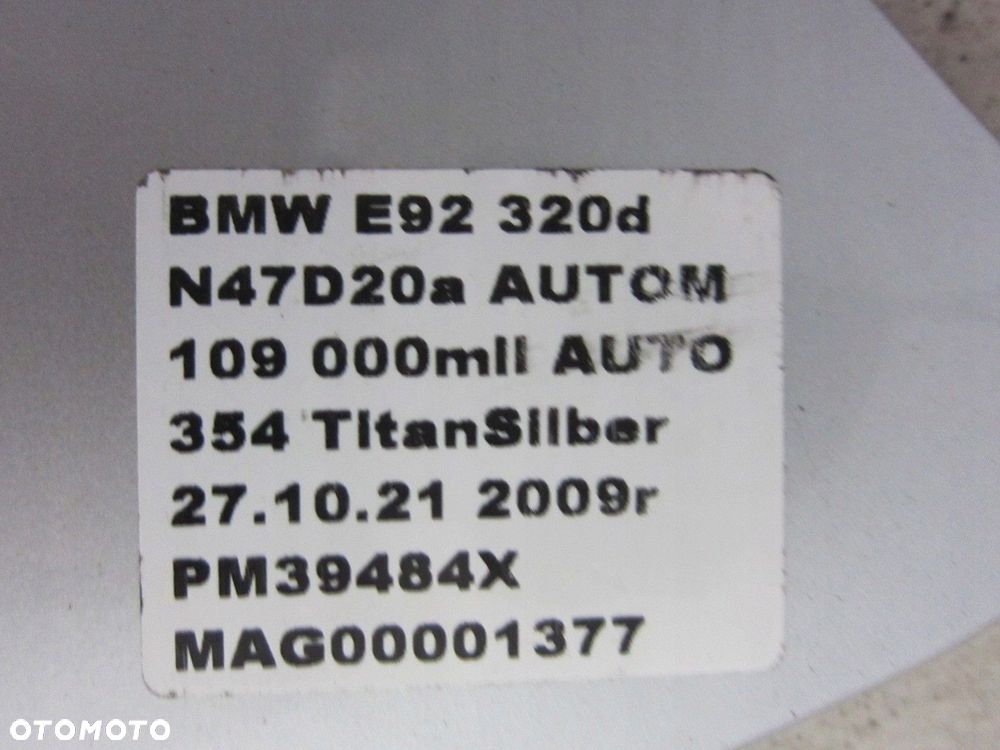 BMW E92 320d
N47D20a AUTOM
109 000mil AUTO
354 TitanSilber
27.10.21 2009r
PM39484X
MAG00001377
OTOMOTO